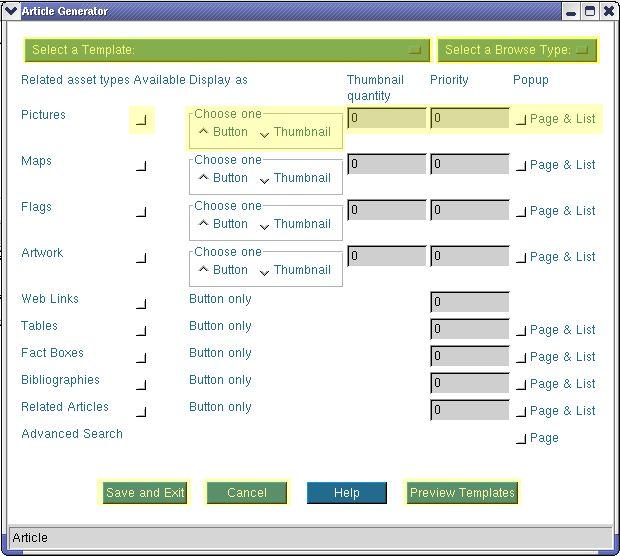 Article Generator
Select a Template: Select a Browse Type:
Related asset types Available Display as Thumbnail quantity Priority Popup
Pictures Choose one Button Thumbnail 0 0 Page & List
Maps Choose one Button Thumbnail 0 0 Page & List
Flags Choose one Button Thumbnail 0 0 Page & List
Artwork Choose one Button Thumbnail 0 0 Page & List
Web Links Button only 0
Tables Button only 0 Page & List
Fact Boxes Button only 0 Page & List
Bibliographies Button only 0 Page & List
Related Articles Button only 0 Page & List
Advanced Search Page
Save and Exit Cancel Help Preview Templates
Article